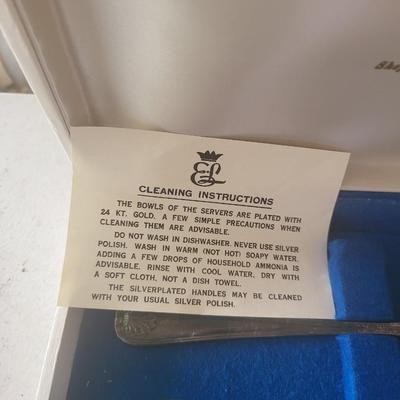 EL
CLEANING INSTRUCTIONS
THE BOWLS OF THE SERVERS ARE PLATED WITH
24 KT. GOLD. A FEW SIMPLE PRECAUTIONS WHEN
CLEANING THEM ARE ADVISABLE.
DO NOT WASH IN DISHWASHER. NEVER USE SILVER
POLISH. WASH IN WARM (NOT HOT) SOAPY WATER.
ADDING A FEW DROPS OF HOUSEHOLD AMMONIA IS
ADVISABLE. RINSE WITH COOL WATER. DRY WITH
A SOFT CLOTH, NOT A DISH TOWEL.
THE SILVERPLATED HANDLES MAY BE CLEANED
WITH YOUR USUAL SILVER POLISH.